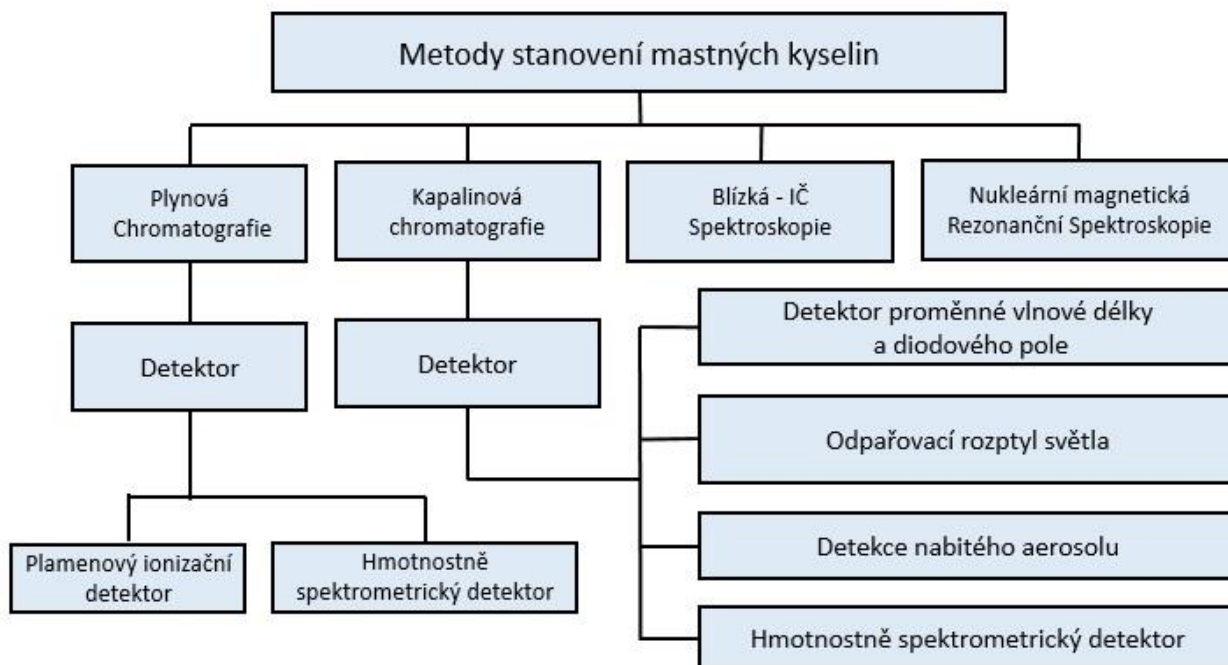 Metody stanovení mastných kyselin
Plynová
Chromatografie
Kapalinová
chromatografie
Blízká - IČ
Spektroskopie
Nukleární magnetická
Rezonanční Spektroskopie
Detektor
Detektor
Detektor proměnné vlnové délky
a diodového pole
Odpařovací rozptyl světla
Detekce nabitého aerosolu
Hmotnostně spektrometrický detektor
Plamenový ionizační
detektor
Hmotnostně
spektrometrický detektor